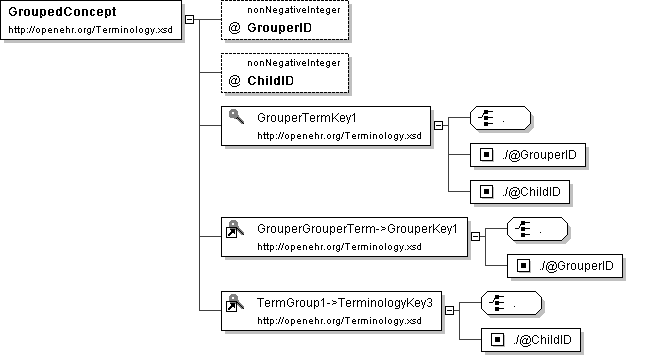 GroupedConcept
http://openehr.org/Terminology.xsd
nonNegativeInteger
@ GrouperID
nonNegativeInteger
@ ChildID
GrouperTermKey1
http://openehr.org/Terminology.xsd
.
./@GrouperID
./@ChildID
GrouperGrouperTerm->GrouperKey1
http://openehr.org/Terminology.xsd
.
./@GrouperID
TermGroup1->TerminologyKey3
http://openehr.org/Terminology.xsd
.
./@ChildID